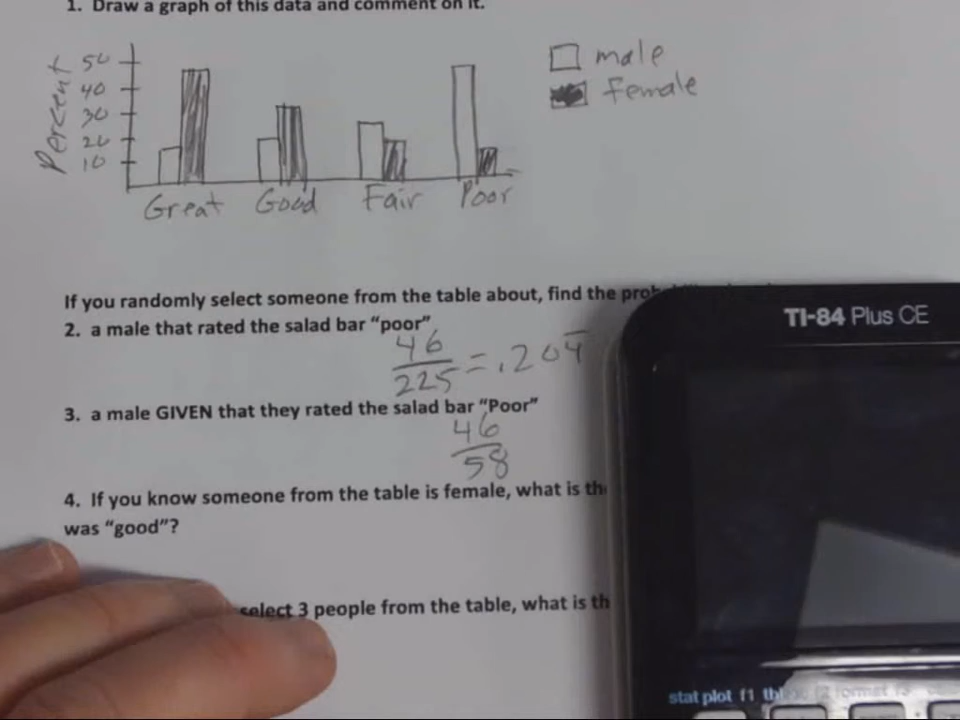 1. Draw a graph of this data and comment on it.
Percent
50
40
30
20
10
male
female
Great Good Fair Poor
If you randomly select someone from the table about, find the
2. a male that rated the salad bar “poor”
46
225 = .204
3. a male GIVEN that they rated the salad bar “Poor”
46
58
4. If you know someone from the table is female, what is the
was “good”?
select 3 people from the table, what is th
TI-84 Plus CE
stat plot f1